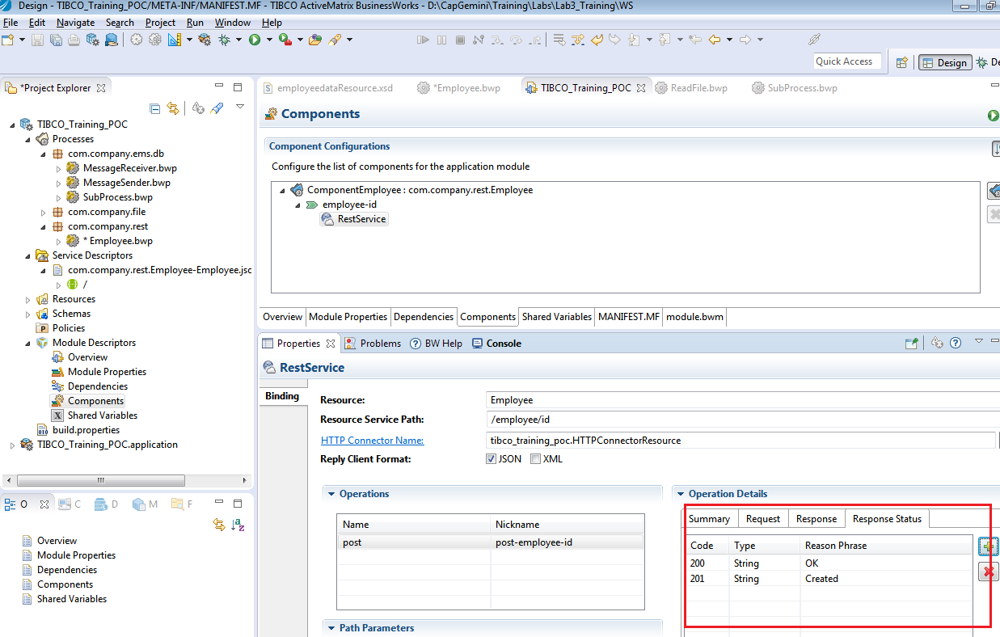 Design - TIBCO_Training_POC/META-INF/MANIFEST.MF - TIBCO ActiveMatrix BusinessWorks - D:\CapGemini\Training\Labs\Lab3_Training\WS
File Edit Navigate Search Project Run Window Help
Quick Access
Design
De
*Project Explorer
TIBCO_Training_POC
Processes
com.company.ems.db
MessageReceiver.bwp
MessageSender.bwp
SubProcess.bwp
com.company.file
com.company.rest
* Employee.bwp
Service Descriptors
com.company.rest.Employee-Employee.jsc
/
Resources
Schemas
Policies
Module Descriptors
Overview
Module Properties
Dependencies
Components
Shared Variables
build.properties
TIBCO_Training_POC.application
O C D M F
Overview
Module Properties
Dependencies
Components
Shared Variables
employeedataResource.xsd *Employee.bwp TIBCO_Training_POC ReadFile.bwp SubProcess.bwp
Components
Component Configurations
Configure the list of components for the application module
ComponentEmployee : com.company.rest.Employee
employee-id
RestService
Overview Module Properties Dependencies Components Shared Variables MANIFEST.MF module.bwm
Properties Problems BW Help Console
RestService
Binding
Resource: Employee
Resource Service Path: /employee/id
HTTP Connector Name: tibco_training_poc.HTTPConnectorResource
Reply Client Format: JSON XML
Operations
Name Nickname
post post-employee-id
Path Parameters
Operation Details
Summary Request Response Response Status
Code Type Reason Phrase
200 String OK
201 String Created